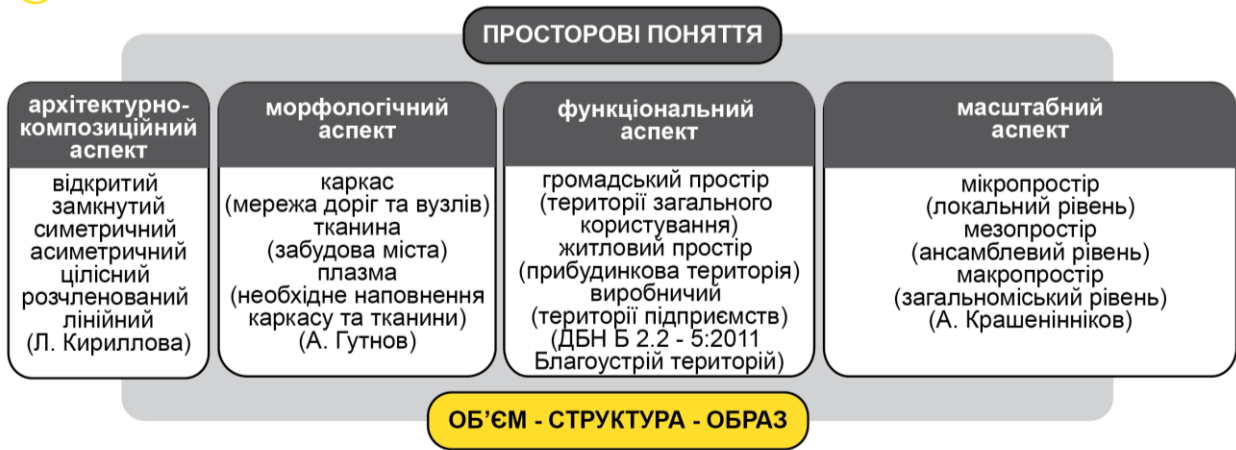 ПРОСТОРОВІ ПОНЯТТЯ
архітектурно-
композиційний
аспект
відкритий
замкнутий
симетричний
асиметричний
цілісний
розчленований
лінійний
(Л. Кириллова)
морфологічний
аспект
каркас
(мережа доріг та вузлів)
тканина
(забудова міста)
плазма
(необхідне наповнення
каркасу та тканини)
(А. Гутнов)
функціональний
аспект
громадський простір
(території загального
користування)
житловий простір
(прибудинкова територія)
виробничий
(території підприємств)
(ДБН Б 2.2 - 5:2011
Благоустрій територій)
масштабний
аспект
мікропростір
(локальний рівень)
мезопростір
(ансамблевий рівень)
макропростір
(загальноміський рівень)
(А. Крашенінніков)
ОБ’ЄМ - СТРУКТУРА - ОБРАЗ